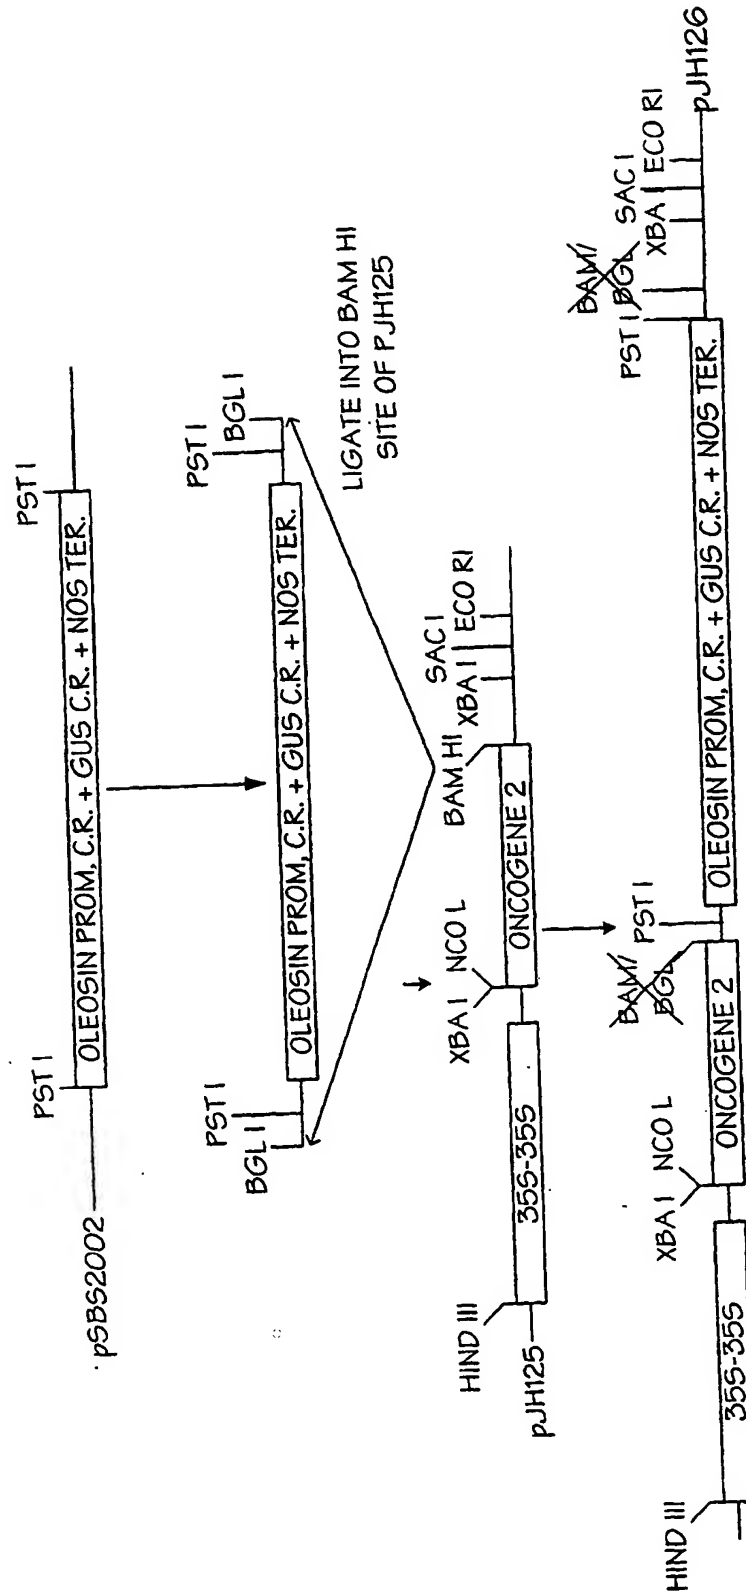 PST I
PST I
·pSBS2002
OLEOSIN PROM, C.R. + GUS C.R. + NOS TER.
PST I
BGL I
PST I
BGL I
OLEOSIN PROM, C.R. + GUS C.R. + NOS TER.
LIGATE INTO BAM HI
SITE OF PJH125
HIND III
XBA I
NCO L
BAM HI
XBA I
SAC I
ECO RI
pJH125
35S-35S
ONCOGENE 2
HIND III
XBA I
NCO L
BAM/
BGL
PST I
PST I
BAM/
BGL
XBA I
SAC I
ECO RI
35S-35S
ONCOGENE 2
OLEOSIN PROM, C.R. + GUS C.R. + NOS TER.
pJH126